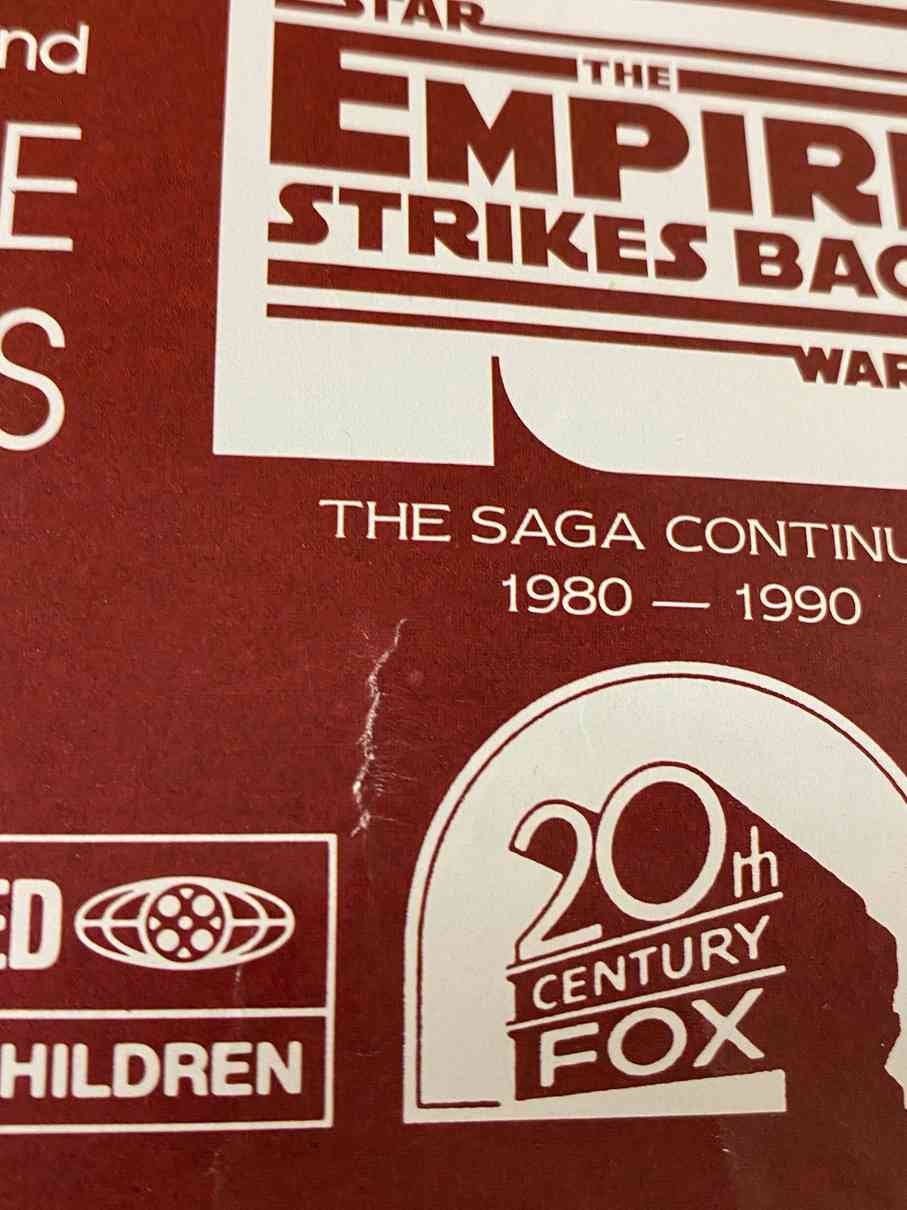 nd
E
S
STAR
THE
EMPIR
STRIKES BAC
WAR
THE SAGA CONTINU
1980 — 1990
ED
HILDREN
20th
CENTURY
FOX